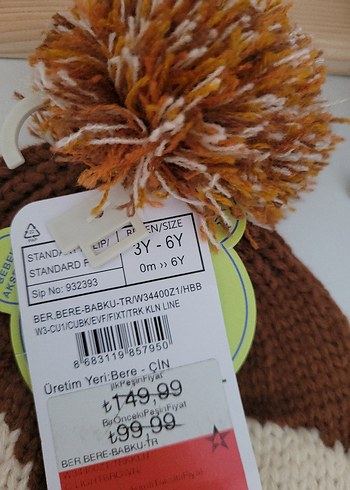 STANDART
BEDEN/SIZE
STANDARD
3Y - 6Y
0m ›› 6Y
Sip No: 932393
BER.BERE-BABKU-TR/W34400Z1/HBB
W3-CU1/CUBK/EVF/FIXT/TRK KLN LINE
8 683119 857950
Üretim Yeri:Bere - ÇİN
İlkPeşinFiyat
₺149,99
BirÖncekiPeşinFiyat
₺99,99
BER.BERE-BABKU-TR